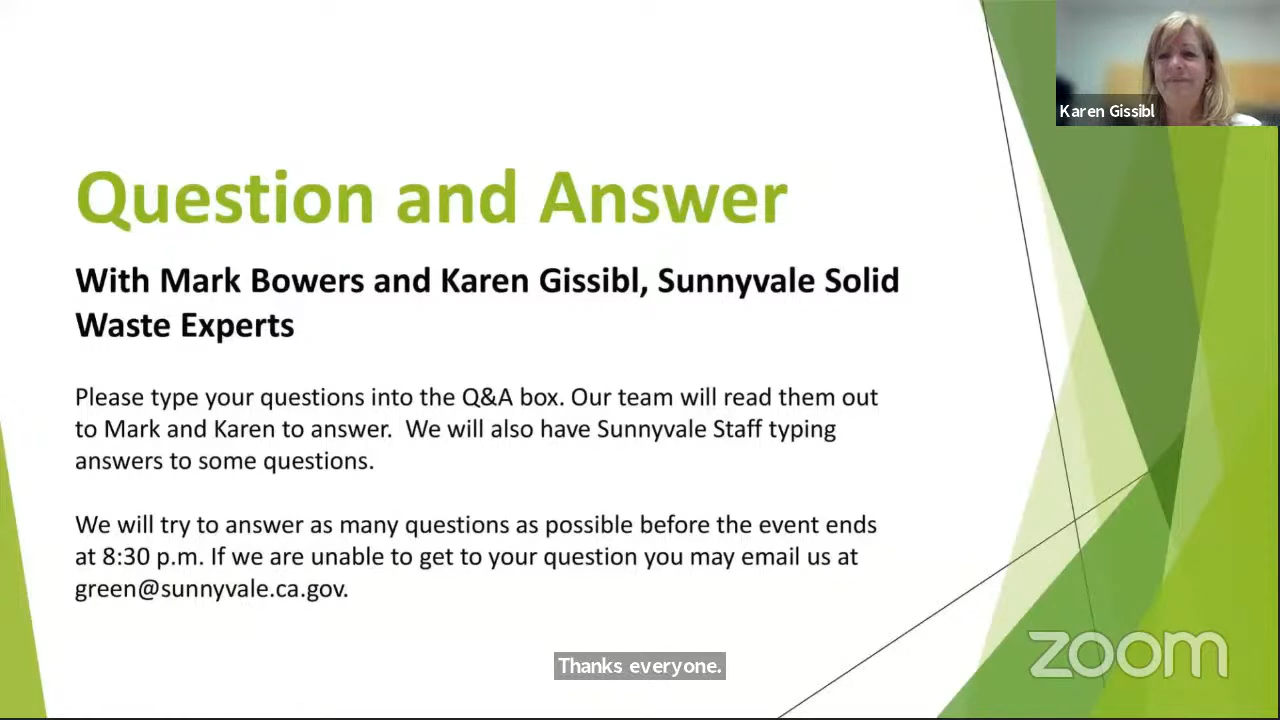 Karen Gissibl
Question and Answer
With Mark Bowers and Karen Gissibl, Sunnyvale Solid
Waste Experts
Please type your questions into the Q&A box. Our team will read them out
to Mark and Karen to answer.  We will also have Sunnyvale Staff typing
answers to some questions.
We will try to answer as many questions as possible before the event ends
at 8:30 p.m. If we are unable to get to your question you may email us at
green@sunnyvale.ca.gov.
zoom
Thanks everyone.